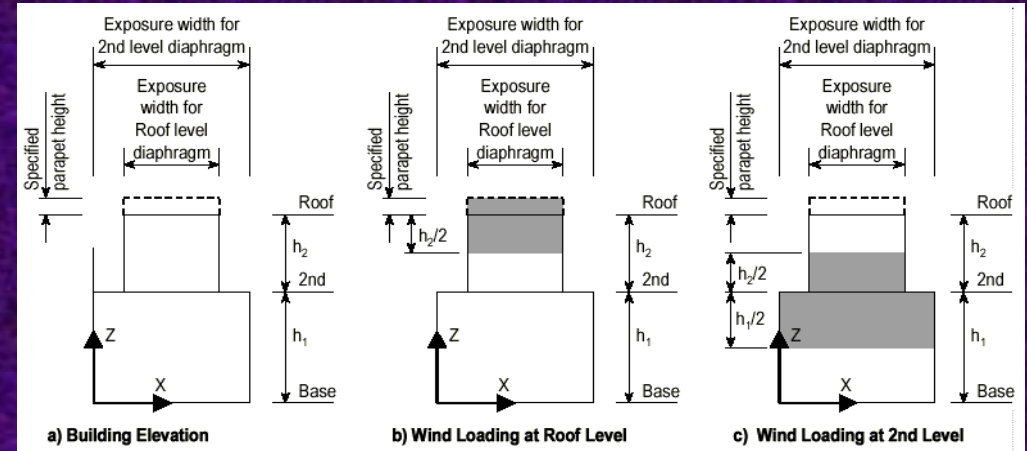 Exposure width for
2nd level diaphragm
Exposure
width for
Roof level
diaphragm
Specified
parapet height
Roof
h2
2nd
h1
Base
Z
X
a) Building Elevation
Exposure width for
2nd level diaphragm
Exposure
width for
Roof level
diaphragm
Specified
parapet height
Roof
h2/2
h2
2nd
h1
Base
Z
X
b) Wind Loading at Roof Level
Exposure width for
2nd level diaphragm
Exposure
width for
Roof level
diaphragm
Specified
parapet height
Roof
h2
h2/2
2nd
h1/2
h1
Base
Z
X
c) Wind Loading at 2nd Level